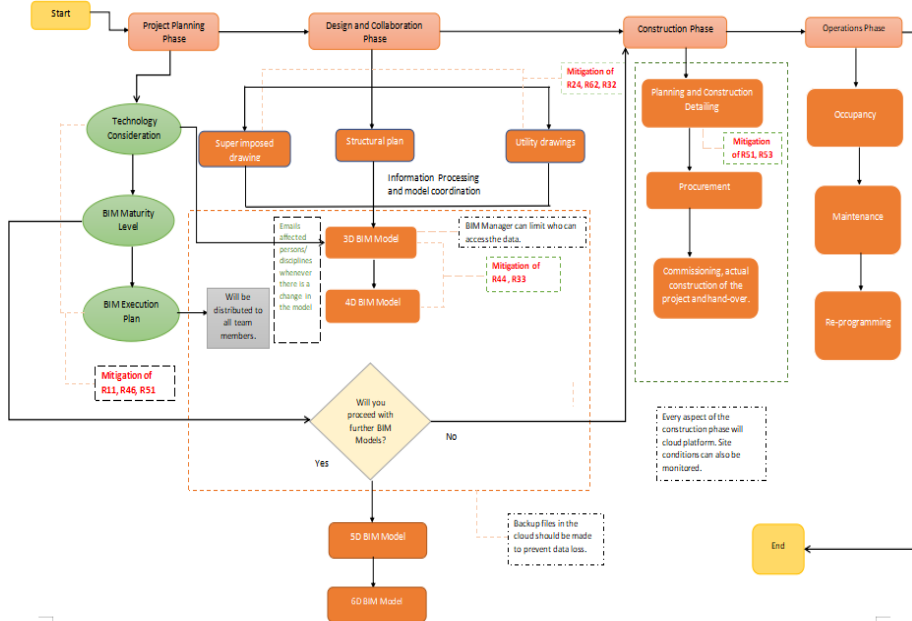 Start
Project Planning
Phase
Design and Collaboration
Phase
Construction Phase
Operations Phase
Mitigation of
R24, R62, R32
Technology
Consideration
Superimposed
drawine
Structural plan
Utility drawings
Planning and Construction
Detailing
Occupancy
Mitigation
of R51, R53
Information Processing
and model coordination
Procurement
BIM Maturity
Level
Emails
affected
persons/
disciplines
whenever
there is a
change in
the model
3D BIM Model
BIM Manager can limit who can
access the data.
Maintenance
Mitigation of
R44 , R33
Commissioning, actual
construction of the
project and hand-over.
BIM Execution
Plan
Will be
distributed to
all team
members.
4D BIM Model
Re-programming
Mitigation of
R11, R46, R51
Will you
proceed with
further BIM
Models?
No
Yes
Every aspect of the
construction phase will
cloud platform. Site
conditions can also be
monitored.
Backup files in the
cloud should be made
to prevent data loss.
5D BIM Model
End
6D BIM Model